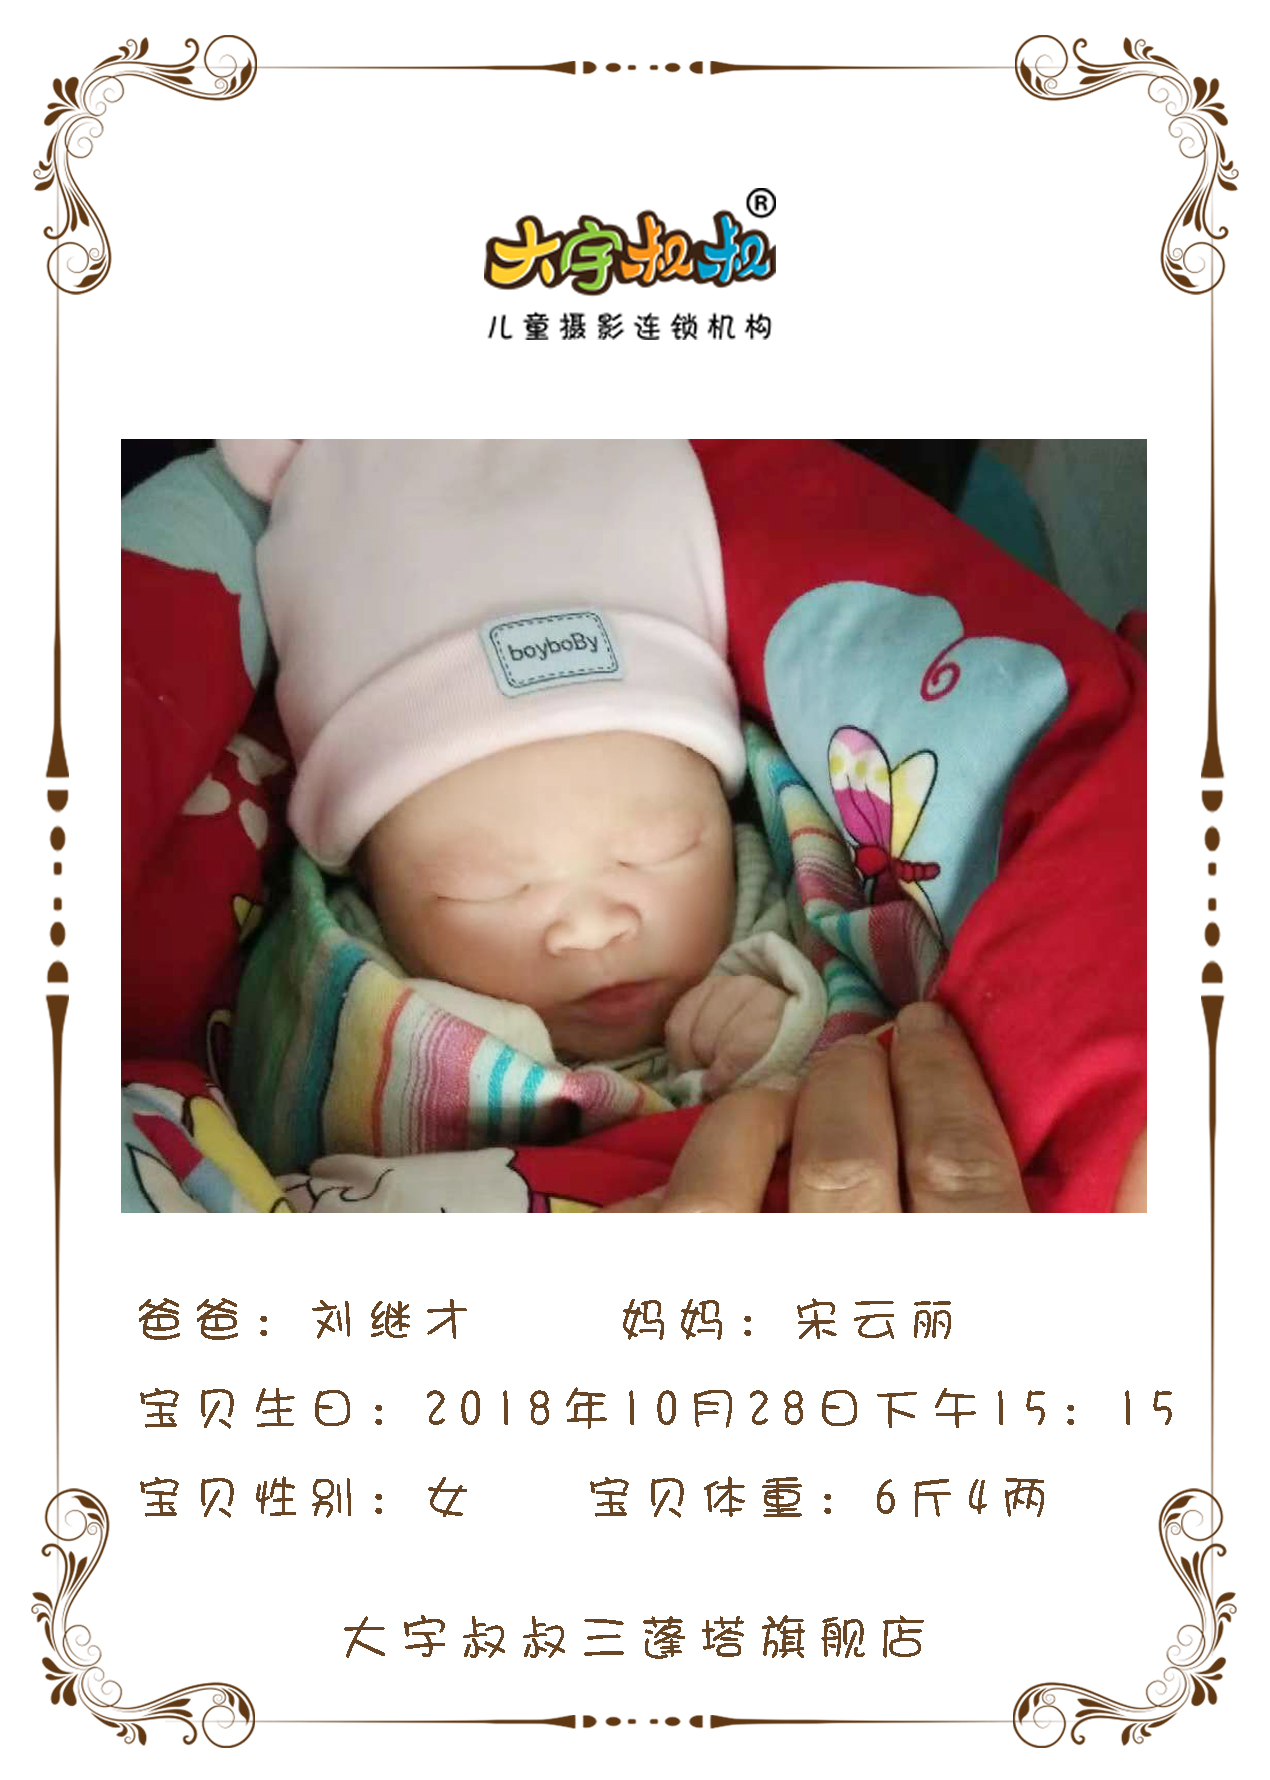 大宇叔叔®
儿童摄影连锁机构
boyboBy
爸爸：刘继才 妈妈：宋云丽
宝贝生日：2018年10月28日下午15：15
宝贝性别：女 宝贝体重：6斤4两
大宇叔叔三蓬塔旗舰店